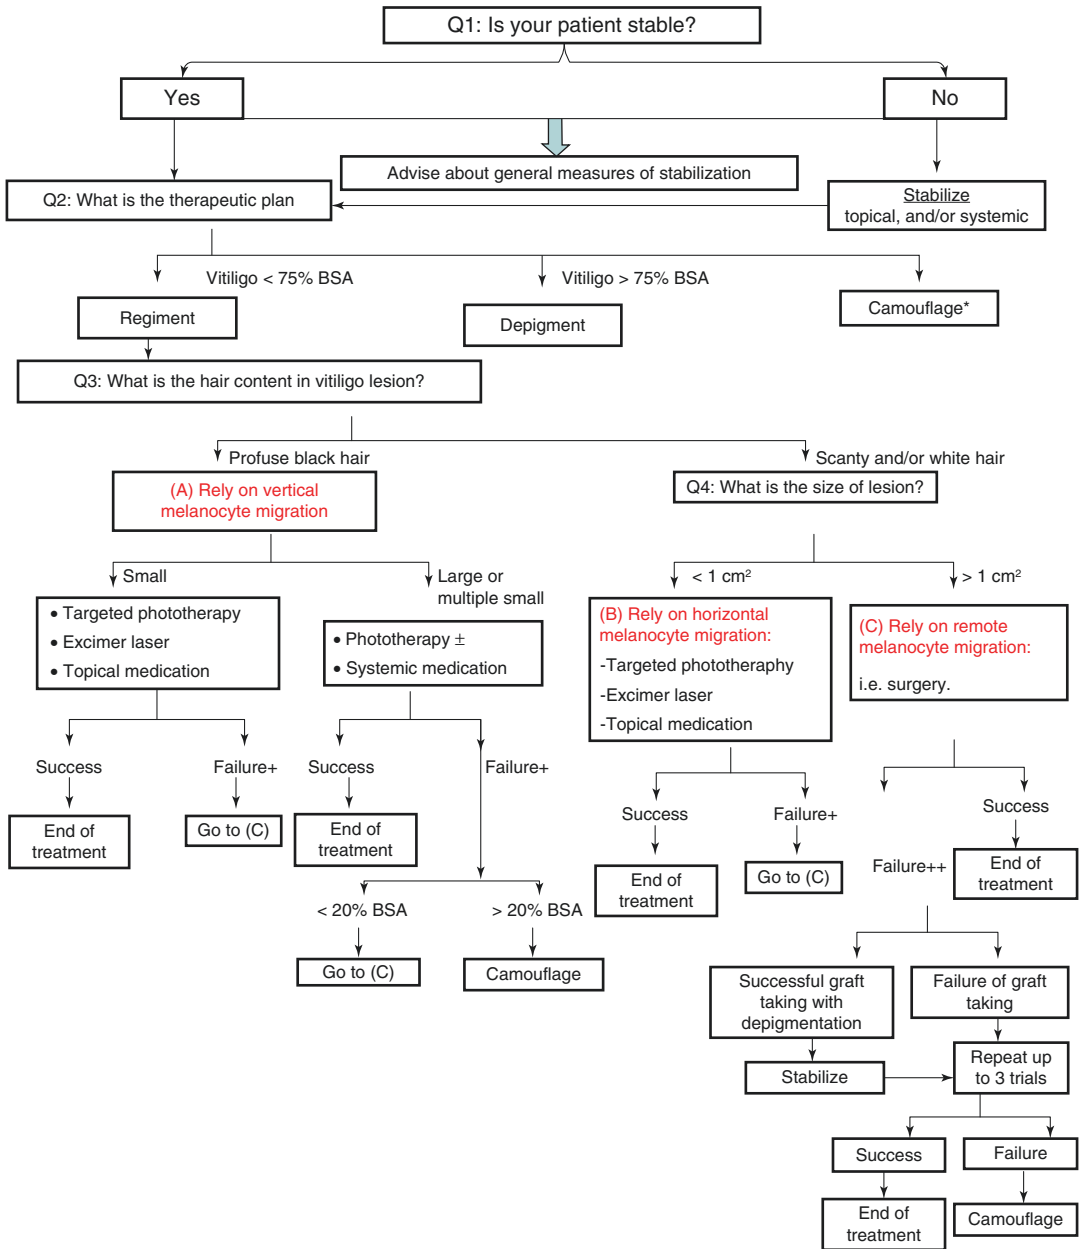 Q1: Is your patient stable?
Yes
No
Advise about general measures of stabilization
Q2: What is the therapeutic plan
Stabilize
topical, and/or systemic
Vitiligo < 75% BSA
Vitiligo > 75% BSA
Regiment
Depigment
Camouflage*
Q3: What is the hair content in vitiligo lesion?
Profuse black hair
Scanty and/or white hair
(A) Rely on vertical
melanocyte migration
Q4: What is the size of lesion?
Small
Large or
multiple small
< 1 cm²
> 1 cm²
• Targeted phototherapy
• Excimer laser
• Topical medication
• Phototherapy ±
• Systemic medication
(B) Rely on horizontal
melanocyte migration:
-Targeted phototheraphy
-Excimer laser
-Topical medication
(C) Rely on remote
melanocyte migration:
i.e. surgery.
Success
Failure+
Success
Failure+
Success
Failure+
Failure++
Success
End of
treatment
Go to (C)
End of
treatment
End of
treatment
Go to (C)
End of
treatment
< 20% BSA
> 20% BSA
Go to (C)
Camouflage
Successful graft
taking with
depigmentation
Failure of graft
taking
Stabilize
Repeat up
to 3 trials
Success
Failure
End of
treatment
Camouflage